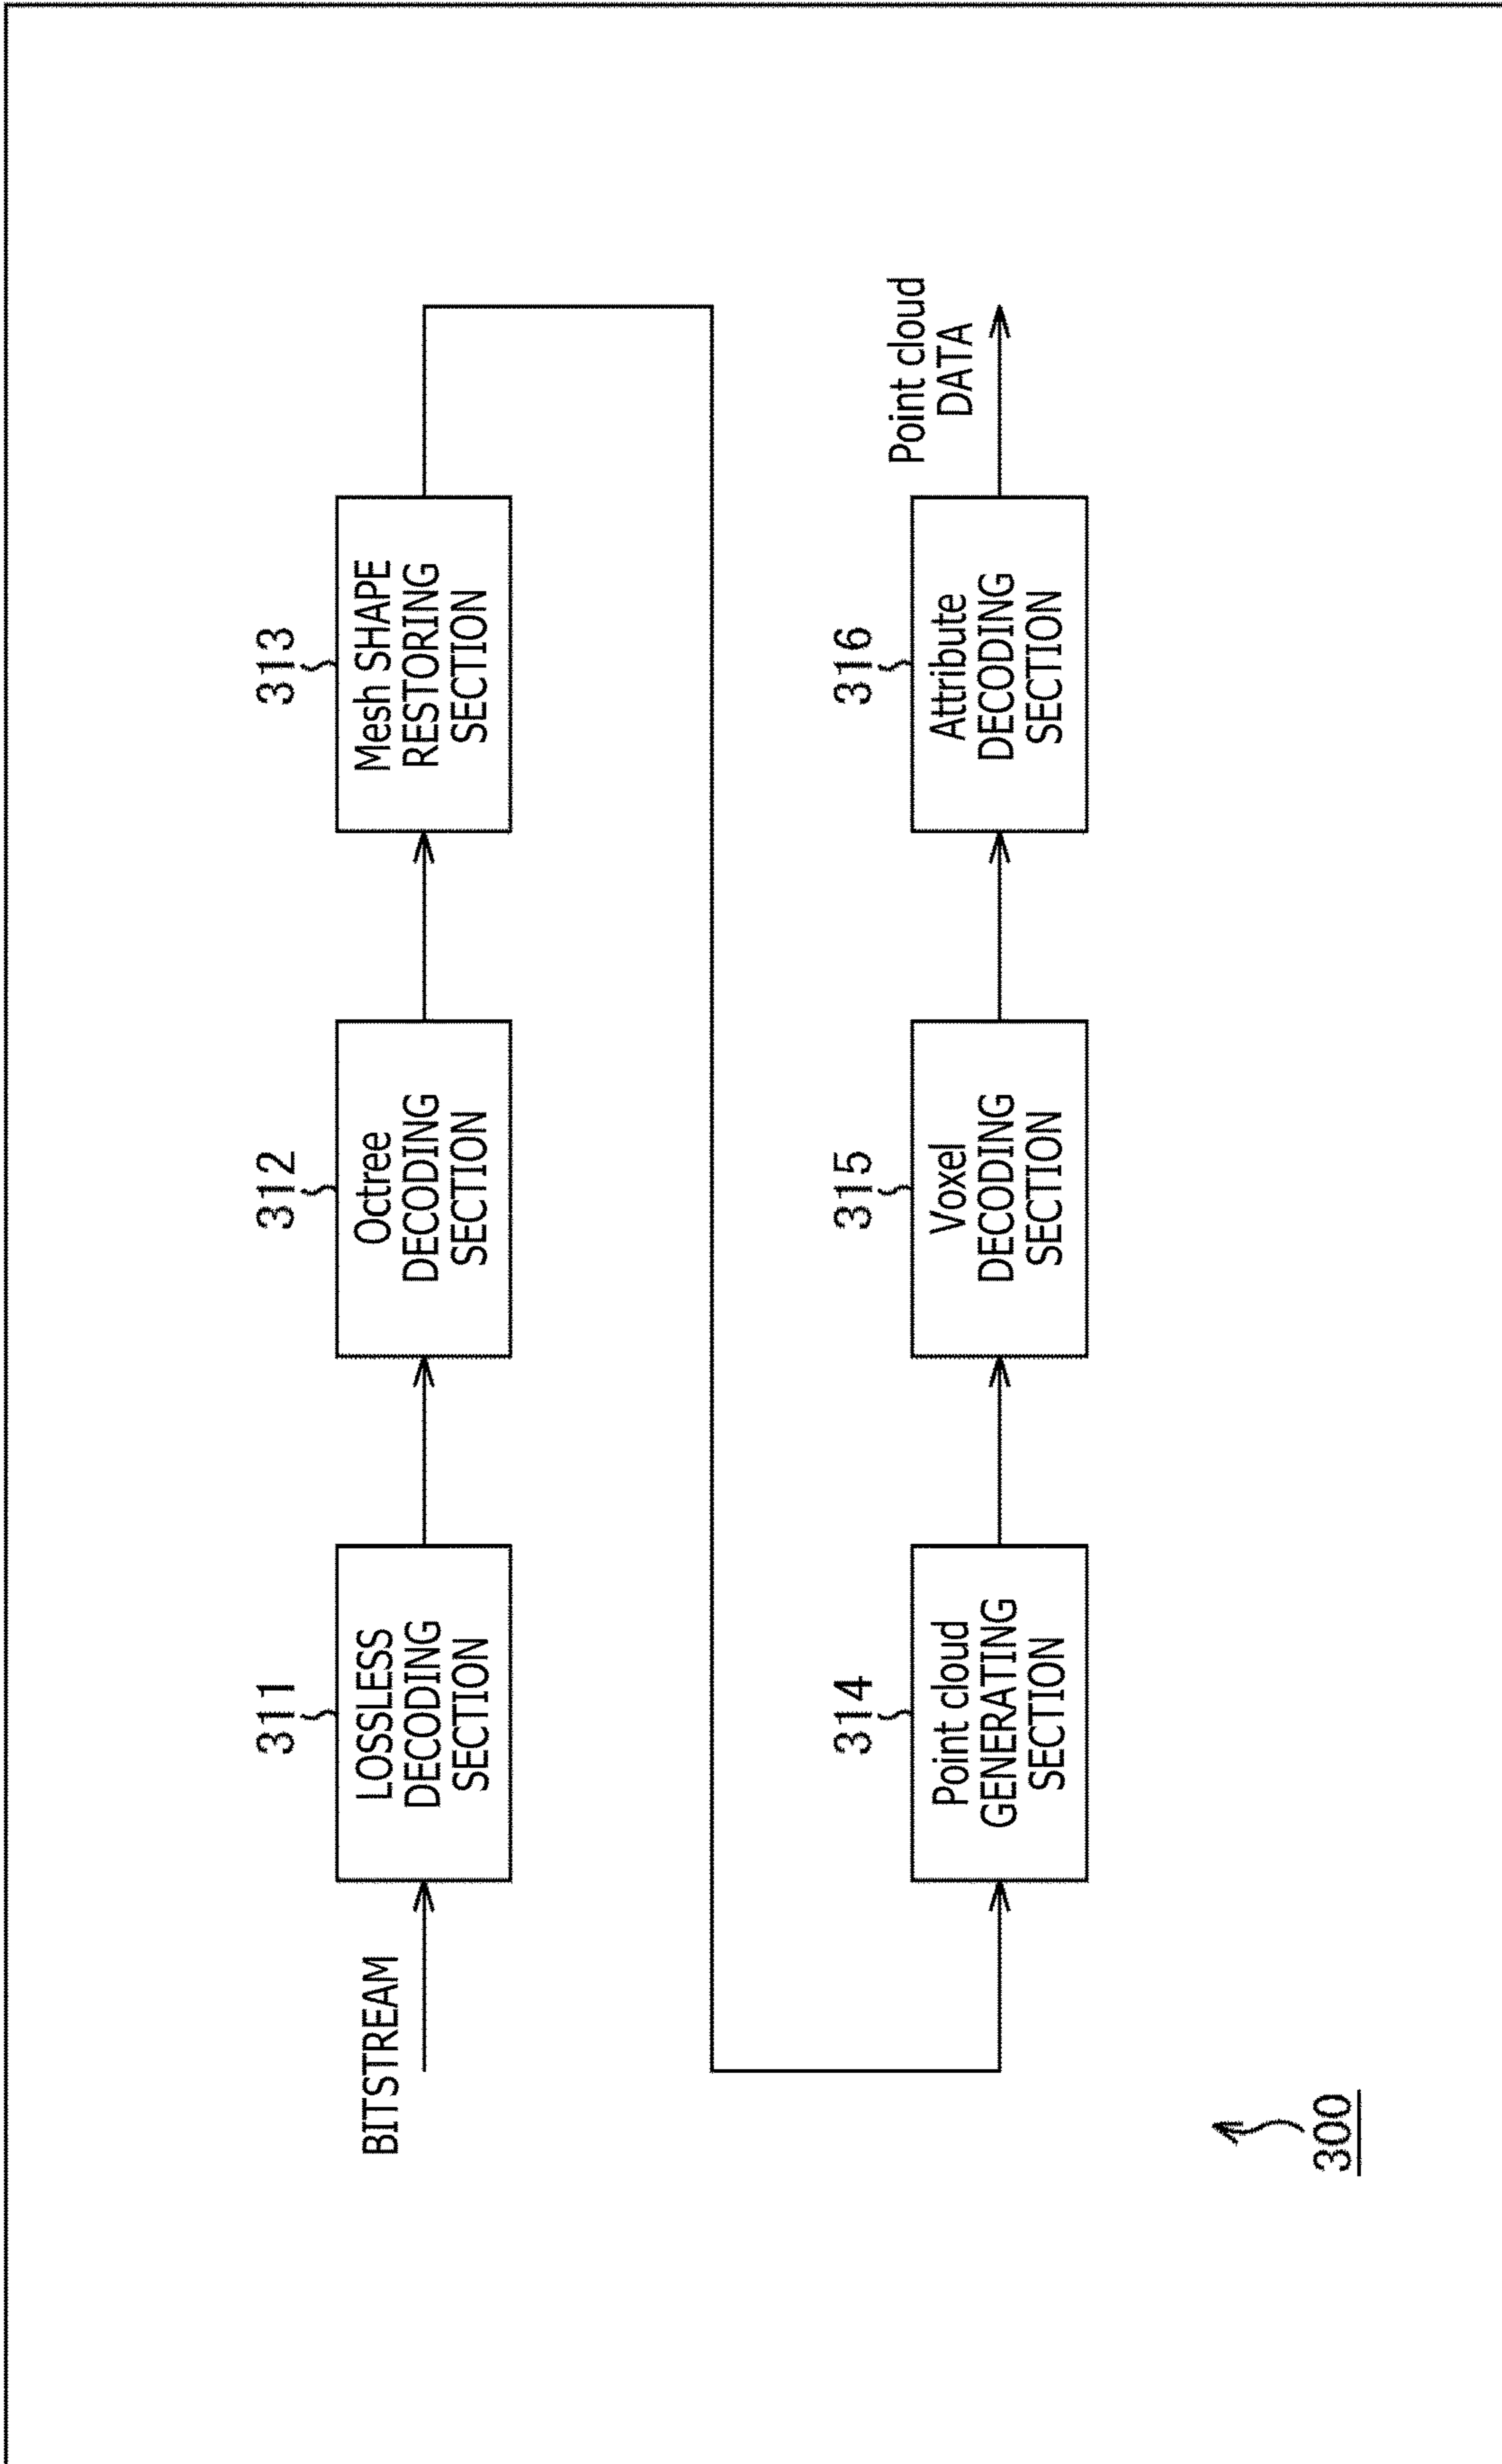 BITSTREAM
311
LOSSLESS
DECODING
SECTION
312
Octree
DECODING
SECTION
313
Mesh SHAPE
RESTORING
SECTION
314
Point cloud
GENERATING
SECTION
315
Voxel
DECODING
SECTION
316
Attribute
DECODING
SECTION
Point cloud
DATA
300